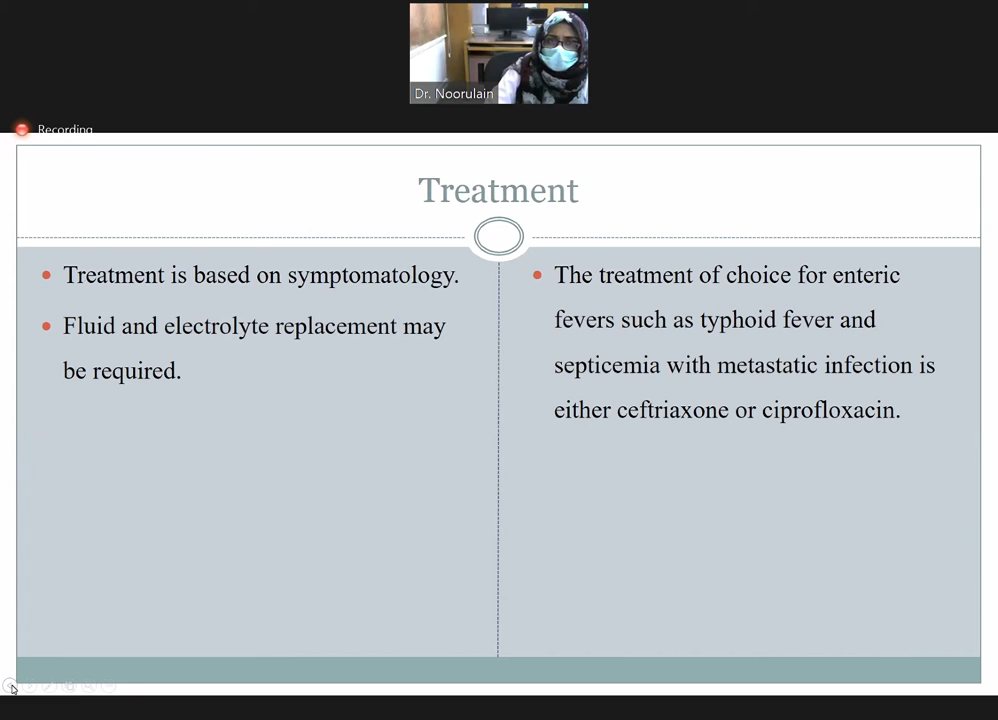 Dr. Noorulain
Recording
Treatment
• Treatment is based on symptomatology.
• Fluid and electrolyte replacement may
be required.
• The treatment of choice for enteric
fevers such as typhoid fever and
septicemia with metastatic infection is
either ceftriaxone or ciprofloxacin.